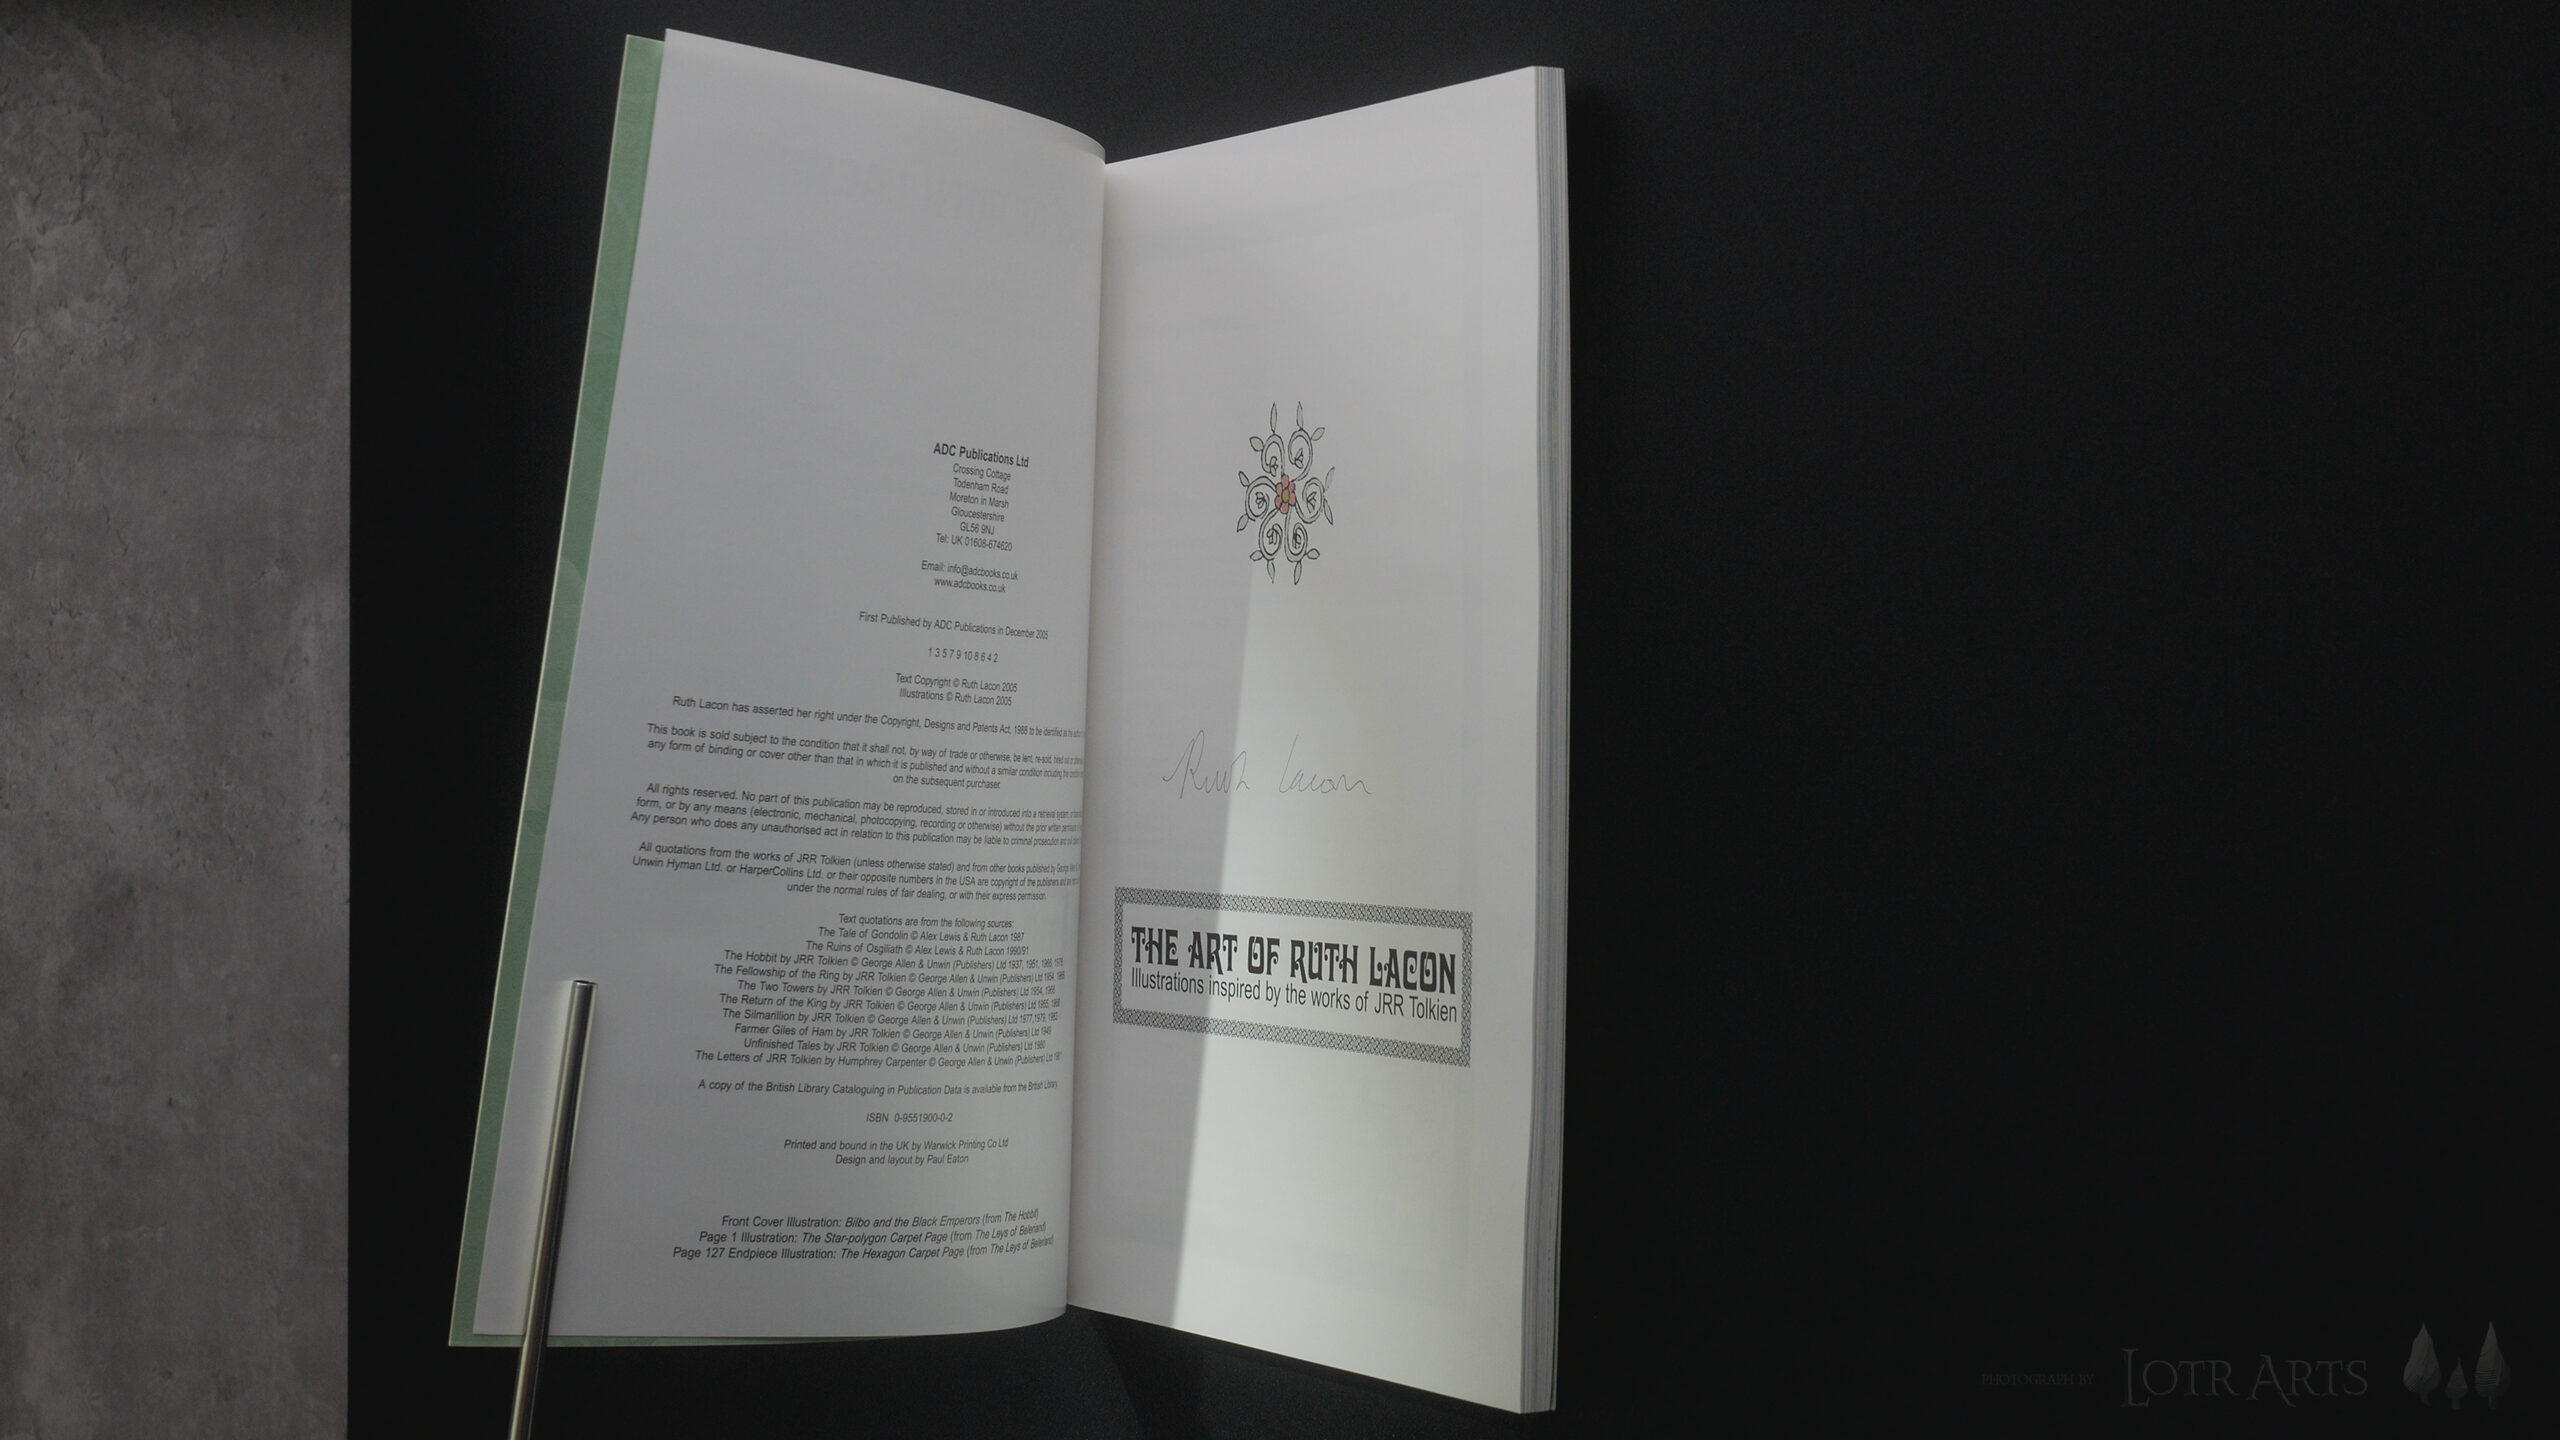 ADC Publications Ltd
Crossing Cottage
Todenham Road
Moreton in Marsh
Gloucestershire
GL56 9NJ
Tel: UK 01608-674620
Email: info@adcbooks.co.uk
www.adcbooks.co.uk
First Published by ADC Publications in December 2005
1 3 5 7 9 10 8 6 4 2
Text Copyright © Ruth Lacon 2005
Illustrations © Ruth Lacon 2005
Ruth Lacon has asserted her right under the Copyright, Designs and Patents Act, 1988 to be identified as the
This book is sold subject to the condition that it shall not, by way of trade or otherwise, be lent, re-sold, hired out or
any form of binding or cover other than that in which it is published and without a similar condition including this
on the subsequent purchaser.
All rights reserved. No part of this publication may be reproduced, stored in or introduced into a retrieval system, or
form, or by any means (electronic, mechanical, photocopying, recording or otherwise) without the prior written permission
Any person who does any unauthorised act in relation to this publication may be liable to criminal prosecution and civil
All quotations from the works of JRR Tolkien (unless otherwise stated) and from other books published by George
Unwin Hyman Ltd. or HarperCollins Ltd. or their opposite numbers in the USA are copyright of the publishers and are
under the normal rules of fair dealing, or with their express permission.
Text quotations are from the following sources:
The Tale of Gondolin © Alex Lewis & Ruth Lacon 1987
The Ruins of Osgiliath © Alex Lewis & Ruth Lacon 1990/91
The Hobbit by JRR Tolkien © George Allen & Unwin (Publishers) Ltd 1937, 1951, 1966, 1978
The Fellowship of the Ring by JRR Tolkien © George Allen & Unwin (Publishers) Ltd 1954, 1966
The Two Towers by JRR Tolkien © George Allen & Unwin (Publishers) Ltd 1954, 1966
The Return of the King by JRR Tolkien © George Allen & Unwin (Publishers) Ltd 1955, 1966
The Silmarillion by JRR Tolkien © George Allen & Unwin (Publishers) Ltd 1977,1979, 1983
Farmer Giles of Ham by JRR Tolkien © George Allen & Unwin (Publishers) Ltd 1949
Unfinished Tales by JRR Tolkien © George Allen & Unwin (Publishers) Ltd 1980
The Letters of JRR Tolkien by Humphrey Carpenter © George Allen & Unwin (Publishers) Ltd 1981
A copy of the British Library Cataloguing in Publication Data is available from the British Library
ISBN 0-9551900-0-2
Printed and bound in the UK by Warwick Printing Co Ltd
Design and layout by Paul Eaton
Front Cover Illustration: Bilbo and the Black Emperors (from The Hobbit)
Page 1 Illustration: The Star-polygon Carpet Page (from The Leys of Beleriand)
Page 127 Endpiece Illustration: The Hexagon Carpet Page (from The Leys of Beleriand)
Ruth Lacon
THE ART OF RUTH LACON
Illustrations inspired by the works of JRR Tolkien
PHOTOGRAPH BY LOTR ARTS